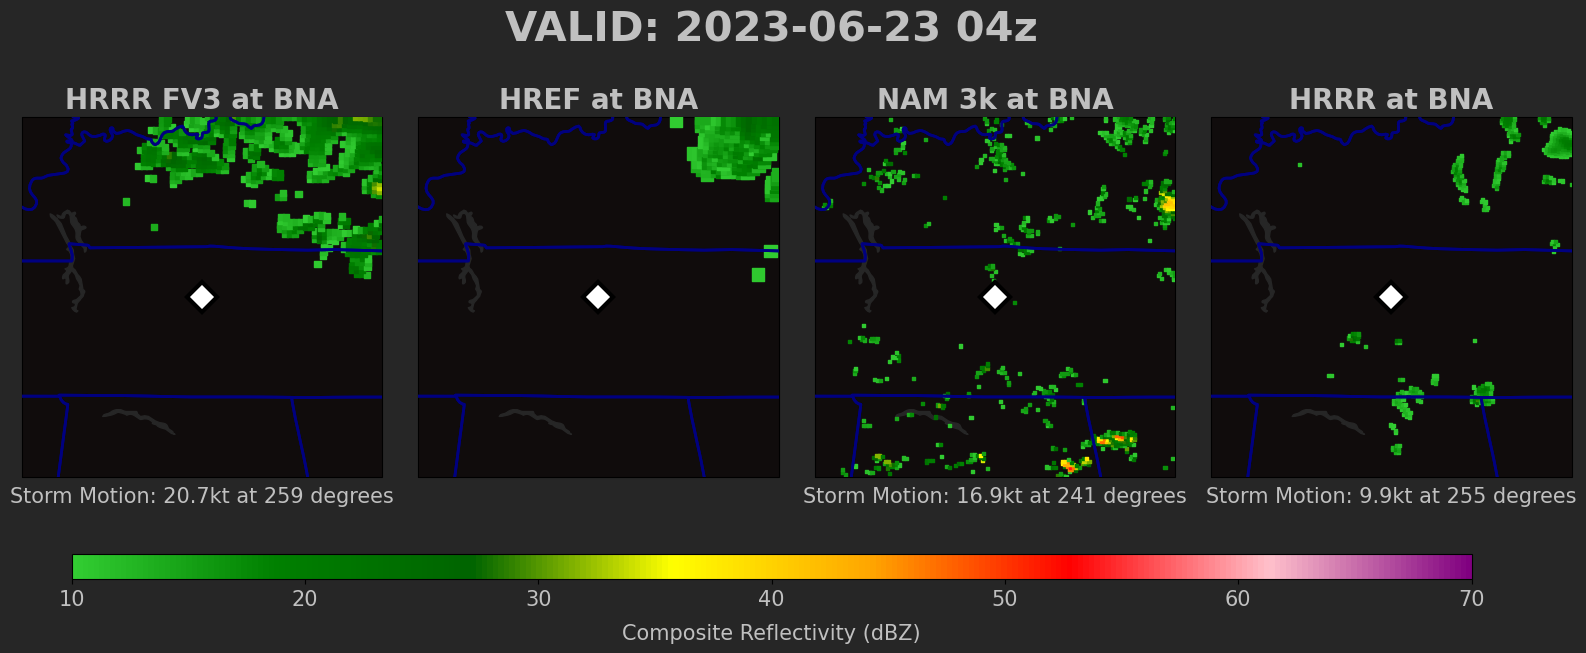 VALID: 2023-06-23 04z
HRRR FV3 at BNA
HREF at BNA
NAM 3k at BNA
HRRR at BNA
Storm Motion: 20.7kt at 259 degrees
Storm Motion: 16.9kt at 241 degrees
Storm Motion: 9.9kt at 255 degrees
10 20 30 40 50 60 70
Composite Reflectivity (dBZ)